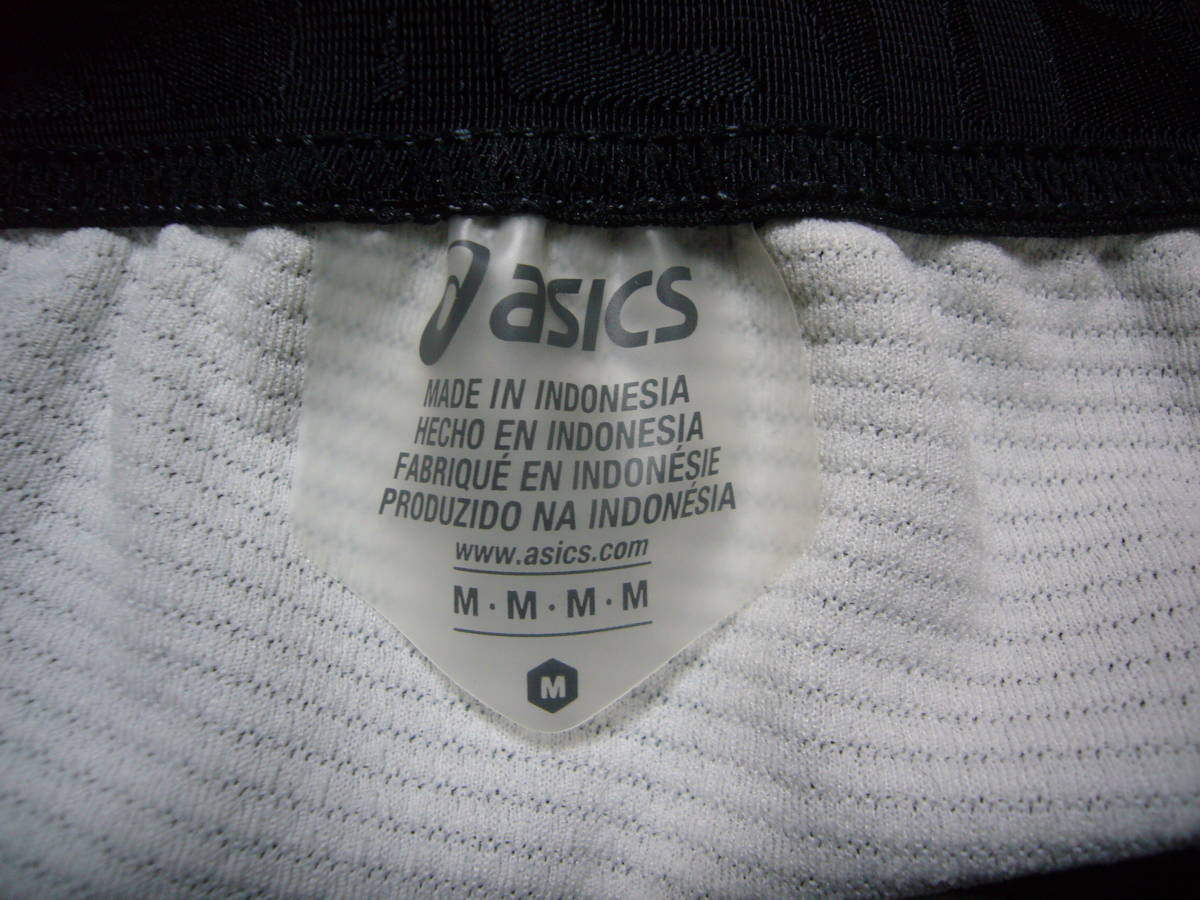 asics
MADE IN INDONESIA
HECHO EN INDONESIA
FABRIQUÉ EN INDONÉSIE
PRODUZIDO NA INDONÉSIA
www.asics.com
M · M · M · M
M